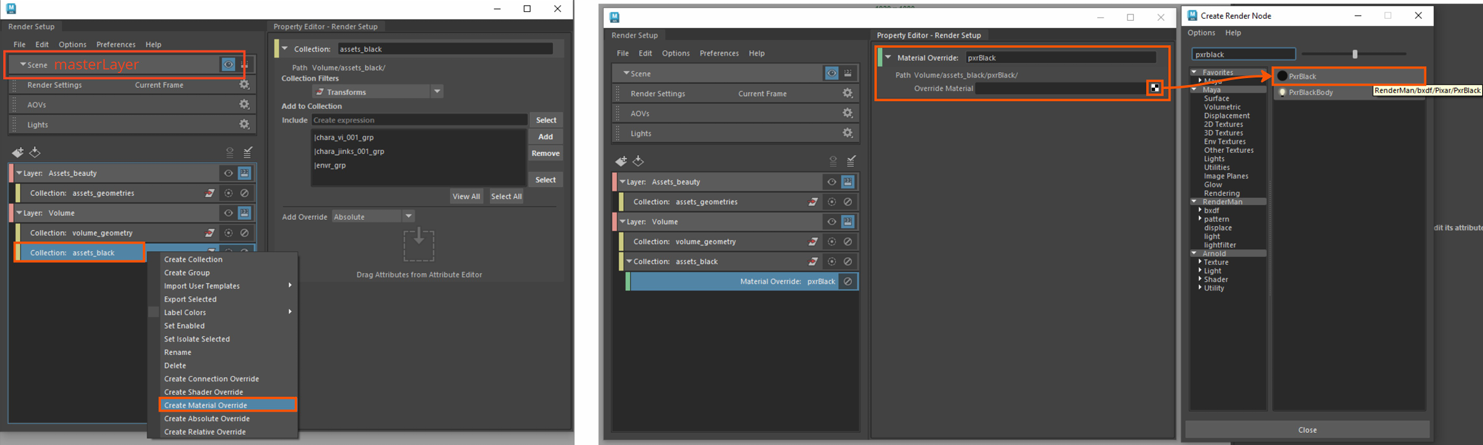 Render Setup
File Edit Options Preferences Help
Scene masterLayer
Render Settings Current Frame
AOVs
Lights
Layer: Assets_beauty
Collection: assets_geometries
Layer: Volume
Collection: volume_geometry
Collection: assets_black
Create Collection
Create Group
Import User Templates
Export Selected
Label Colors
Set Enabled
Set Isolate Selected
Rename
Delete
Create Connection Override
Create Shader Override
Create Material Override
Create Absolute Override
Create Relative Override
Property Editor - Render Setup
Collection: assets_black
Path Volume/assets_black/
Collection Filters
Transforms
Add to Collection
Include Create expression Select
|chara_vi_001_grp
|chara_jinks_001_grp
|envr_grp
Add
Remove
Select
View All Select All
Add Override Absolute
Drag Attributes from Attribute Editor
Render Setup
File Edit Options Preferences Help
Scene
Render Settings Current Frame
AOVs
Lights
Layer: Assets_beauty
Collection: assets_geometries
Layer: Volume
Collection: volume_geometry
Collection: assets_black
Material Override: pxrBlack
Property Editor - Render Setup
Material Override: pxrBlack
Path Volume/assets_black/pxrBlack/
Override Material
Create Render Node
Options Help
pxrblack
Favorites
Maya
Maya
Surface
Volumetric
Displacement
2D Textures
3D Textures
Env Textures
Other Textures
Lights
Utilities
Image Planes
Glow
Rendering
RenderMan
bxdf
pattern
displace
light
lightfilter
Arnold
Texture
Light
Shader
Utility
PxrBlack
PxrBlackBody
RenderMan/bxdf/Pixar/PxrBlack
Close
dit its attribut